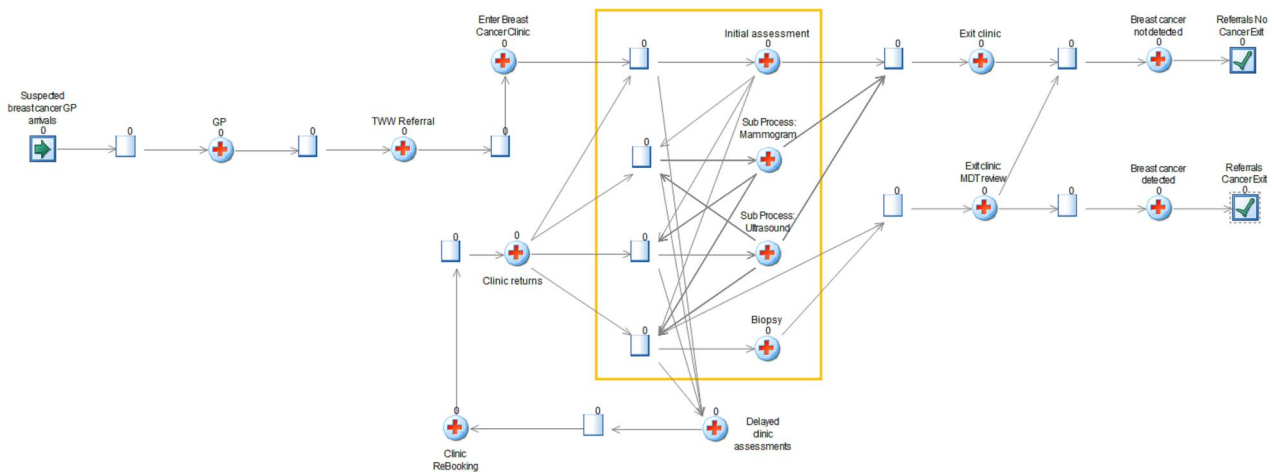 Enter Breast
Cancer Clinic
0
0
Initial assessment
0
0
Exit clinic
0
0
Breast cancer
not detected
0
Referrals No
Cancer Exit
0
Suspected
breast cancer GP
arrivals
0
0
GP
0
0
TWW Referral
0
0
0
Sub Process:
Mammogram
0
0
Exit clinic:
MDT review
0
0
Breast cancer
detected
0
Referrals
Cancer Exit
0
0
0
Clinic returns
0
Sub Process:
Ultrasound
0
0
Biopsy
0
0
Clinic
ReBooking
0
0
Delayed
clinic
assessments